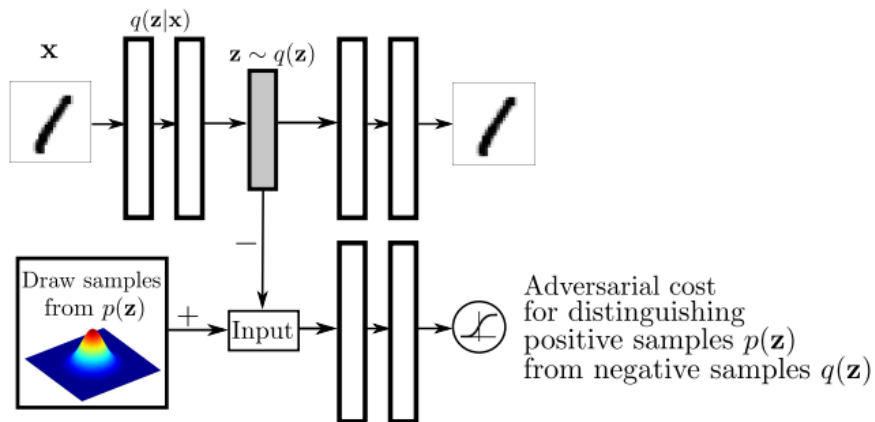 q(z|x)
x
z ∼ q(z)
−
Draw samples
from p(z)
+
Input
Adversarial cost
for distinguishing
positive samples p(z)
from negative samples q(z)